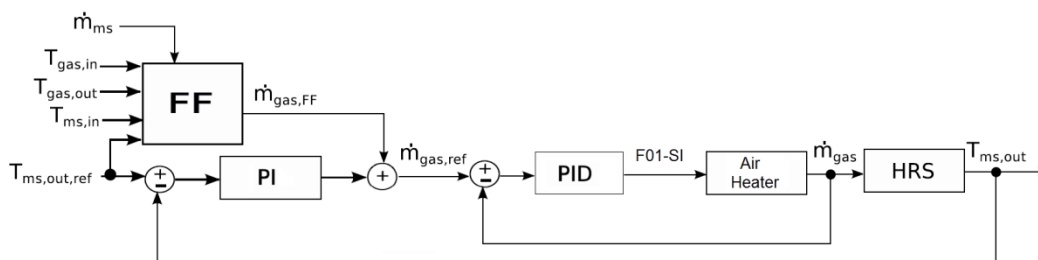 ṁms
Tgas,in
Tgas,out
Tms,in
Tms,out,ref
FF
ṁgas,FF
PI
+
−
+
ṁgas,ref
+
−
PID
F01-SI
Air
Heater
ṁgas
HRS
Tms,out